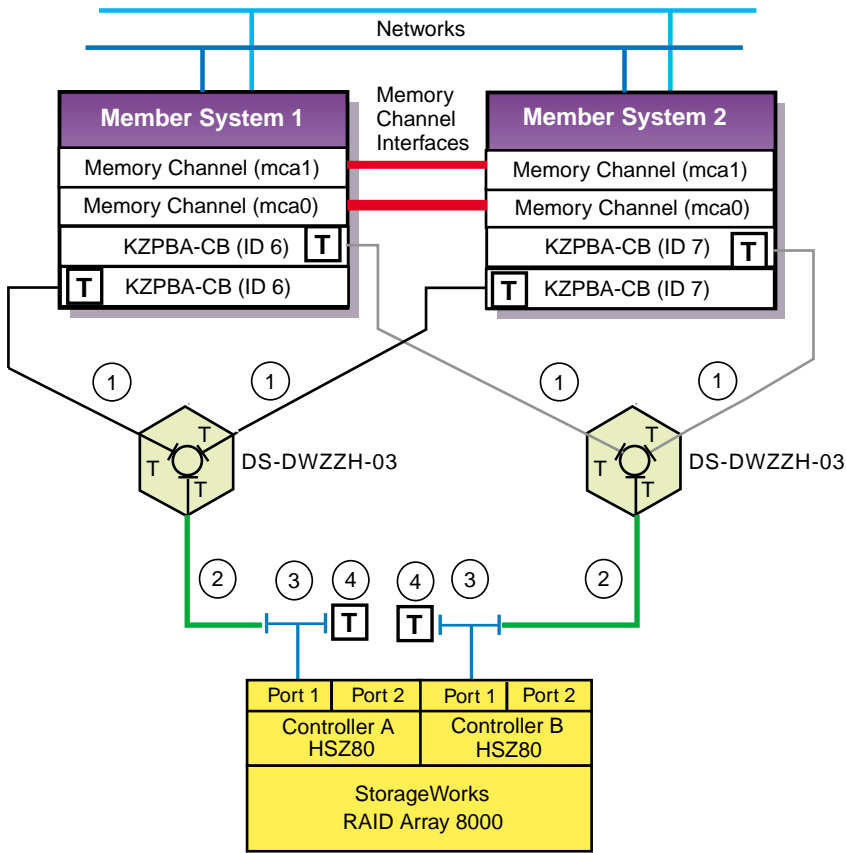 Networks
Memory
Channel
Interfaces
Member System 1
Member System 2
Memory Channel (mca1)
Memory Channel (mca1)
Memory Channel (mca0)
Memory Channel (mca0)
KZPBA-CB (ID 6) T
KZPBA-CB (ID 7) T
T KZPBA-CB (ID 6)
T KZPBA-CB (ID 7)
1
1
1
1
T
T
T
DS-DWZZH-03
T
T
T
DS-DWZZH-03
2
3
4
4
3
2
T
T
Port 1
Port 2
Port 1
Port 2
Controller A
HSZ80
Controller B
HSZ80
StorageWorks
RAID Array 8000